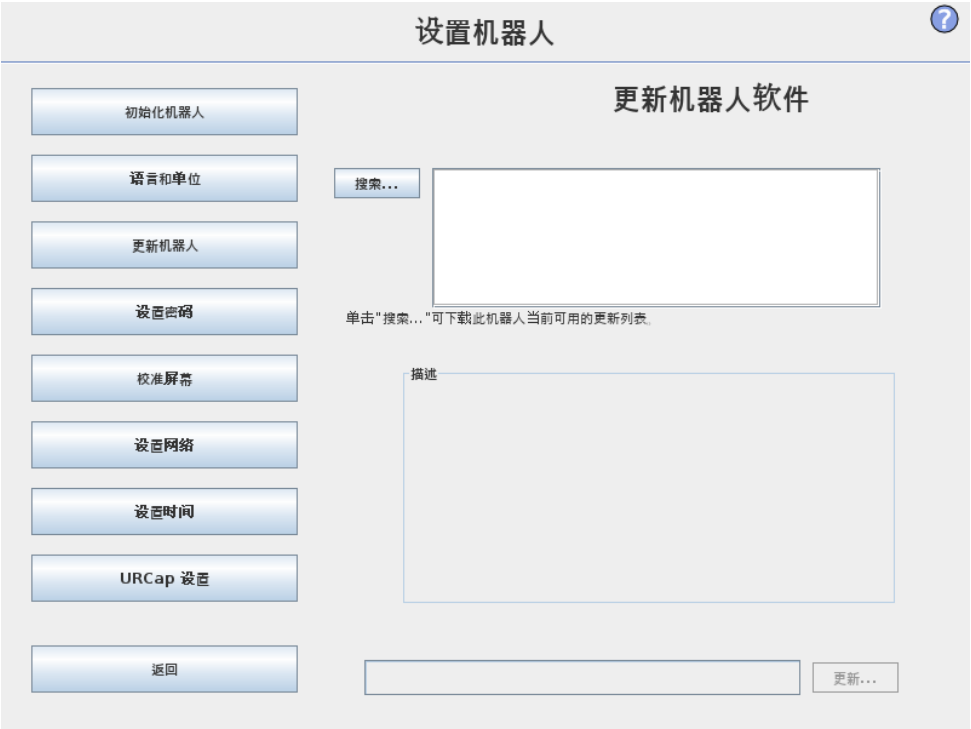 设置机器人
?
更新机器人软件
初始化机器人
语言和单位
更新机器人
设置密码
校准屏幕
设置网络
设置时间
URCap 设置
返回
搜索...
单击"搜索..."可下载此机器人当前可用的更新列表。
描述
更新...